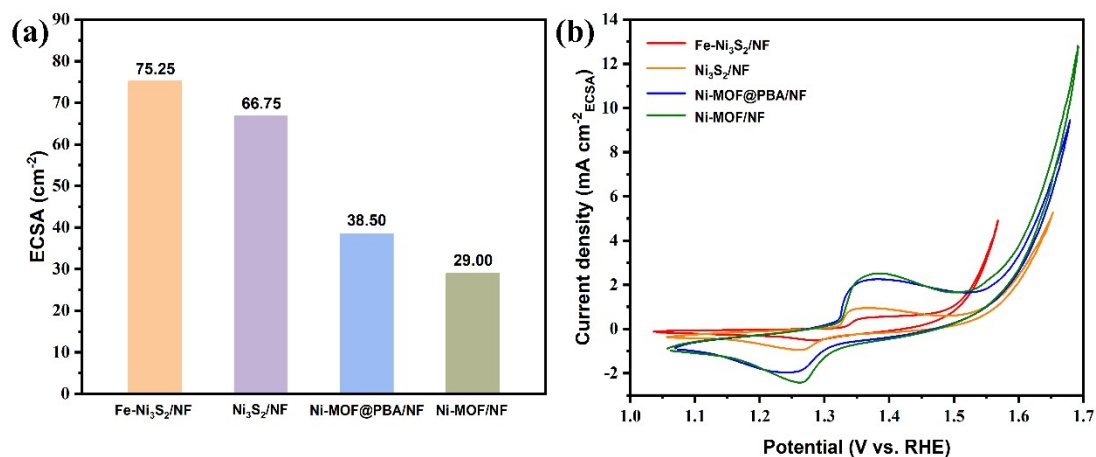 (a)
90
80
70
60
50
40
30
20
10
0
ECSA (cm⁻²)
75.25
66.75
38.50
29.00
Fe-Ni₃S₂/NF
Ni₃S₂/NF
Ni-MOF@PBA/NF
Ni-MOF/NF
(b)
14
12
10
8
6
4
2
0
-2
Current density (mA cm⁻²ECSA)
Fe-Ni₃S₂/NF
Ni₃S₂/NF
Ni-MOF@PBA/NF
Ni-MOF/NF
1.0 1.1 1.2 1.3 1.4 1.5 1.6 1.7
Potential (V vs. RHE)